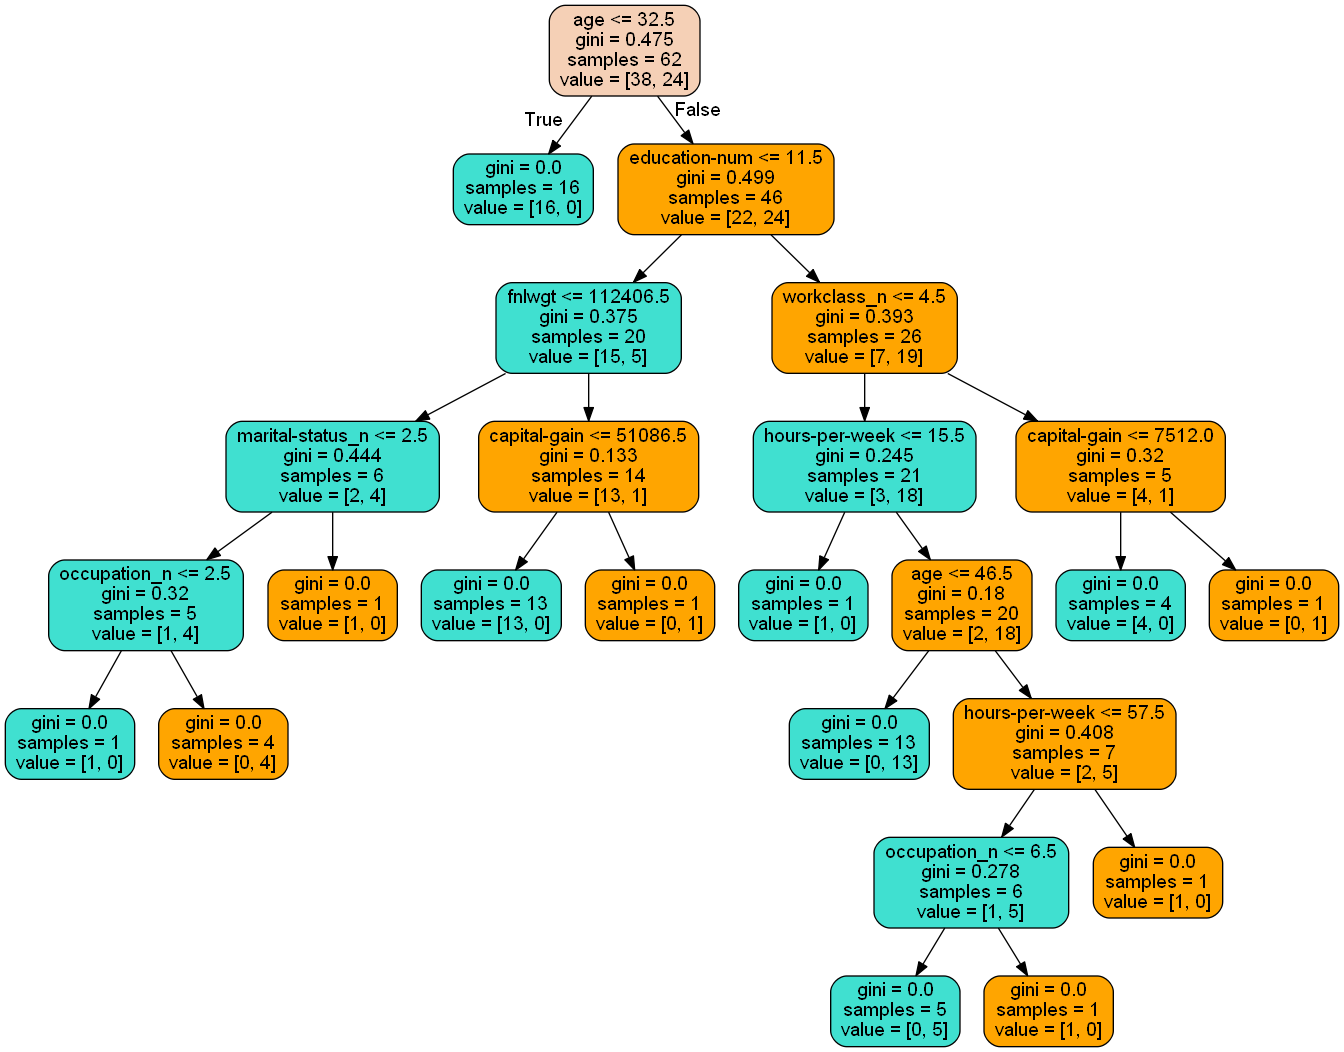 age <= 32.5
gini = 0.475
samples = 62
value = [38, 24]
True
False
gini = 0.0
samples = 16
value = [16, 0]
education-num <= 11.5
gini = 0.499
samples = 46
value = [22, 24]
fnlwgt <= 112406.5
gini = 0.375
samples = 20
value = [15, 5]
workclass_n <= 4.5
gini = 0.393
samples = 26
value = [7, 19]
marital-status_n <= 2.5
gini = 0.444
samples = 6
value = [2, 4]
capital-gain <= 51086.5
gini = 0.133
samples = 14
value = [13, 1]
hours-per-week <= 15.5
gini = 0.245
samples = 21
value = [3, 18]
capital-gain <= 7512.0
gini = 0.32
samples = 5
value = [4, 1]
occupation_n <= 2.5
gini = 0.32
samples = 5
value = [1, 4]
gini = 0.0
samples = 1
value = [1, 0]
gini = 0.0
samples = 13
value = [13, 0]
gini = 0.0
samples = 1
value = [0, 1]
gini = 0.0
samples = 1
value = [1, 0]
age <= 46.5
gini = 0.18
samples = 20
value = [2, 18]
gini = 0.0
samples = 4
value = [4, 0]
gini = 0.0
samples = 1
value = [0, 1]
gini = 0.0
samples = 1
value = [1, 0]
gini = 0.0
samples = 4
value = [0, 4]
gini = 0.0
samples = 13
value = [0, 13]
hours-per-week <= 57.5
gini = 0.408
samples = 7
value = [2, 5]
occupation_n <= 6.5
gini = 0.278
samples = 6
value = [1, 5]
gini = 0.0
samples = 1
value = [1, 0]
gini = 0.0
samples = 5
value = [0, 5]
gini = 0.0
samples = 1
value = [1, 0]